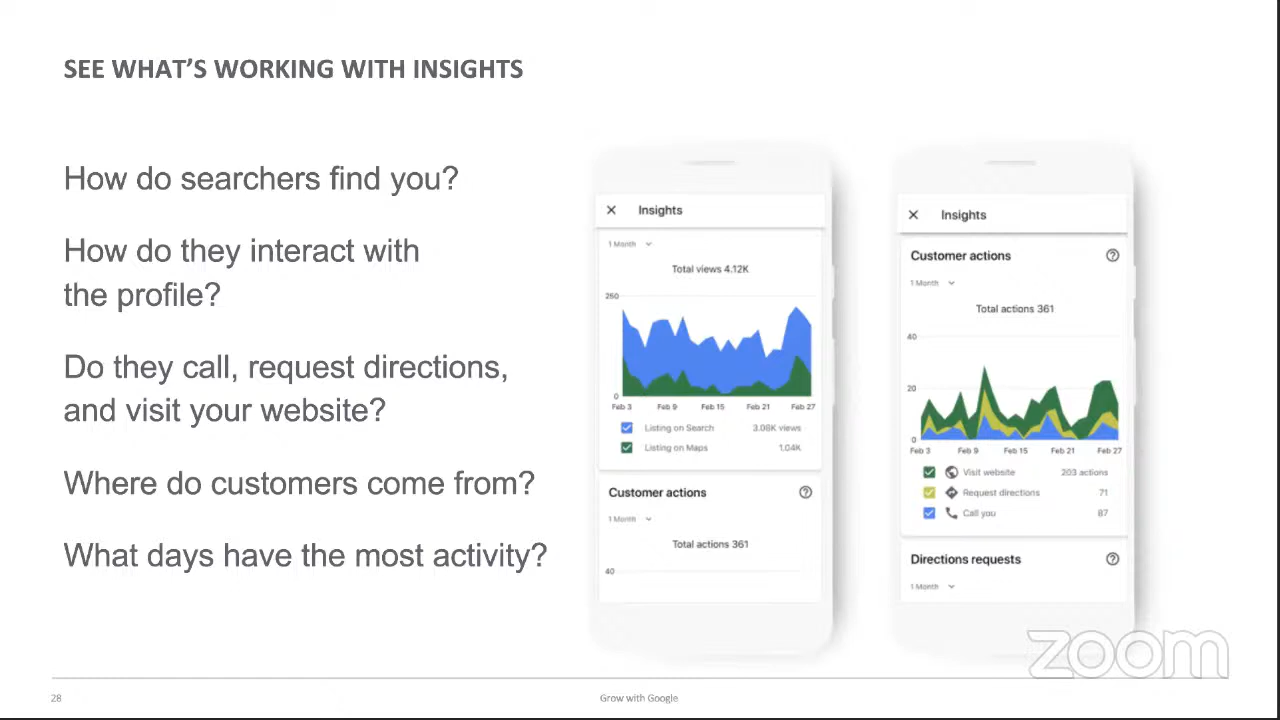 SEE WHAT’S WORKING WITH INSIGHTS
How do searchers find you?
How do they interact with
the profile?
Do they call, request directions,
and visit your website?
Where do customers come from?
What days have the most activity?
Insights
1 Month
Total views 4.12K
250
0
Feb 3 Feb 9 Feb 15 Feb 21 Feb 27
Listing on Search 3.08K views
Listing on Maps 1.04K
Customer actions
1 Month
Total actions 361
40
Insights
Customer actions
1 Month
Total actions 361
40
20
0
Feb 3 Feb 9 Feb 15 Feb 21 Feb 27
Visit website 203 actions
Request directions 71
Call you 87
Directions requests
1 Month
zoom
28
Grow with Google